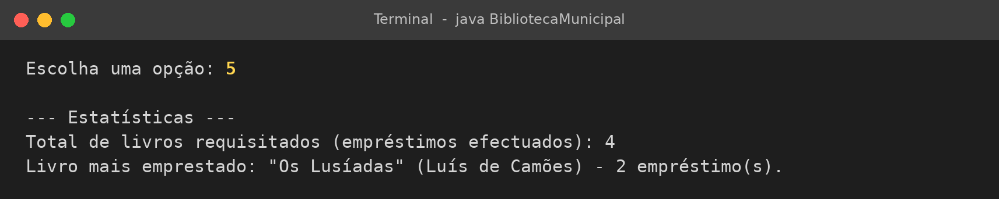 Terminal - java BibliotecaMunicipal
Escolha uma opção: 5
--- Estatísticas ---
Total de livros requisitados (empréstimos efectuados): 4
Livro mais emprestado: "Os Lusíadas" (Luís de Camões) - 2 empréstimo(s).